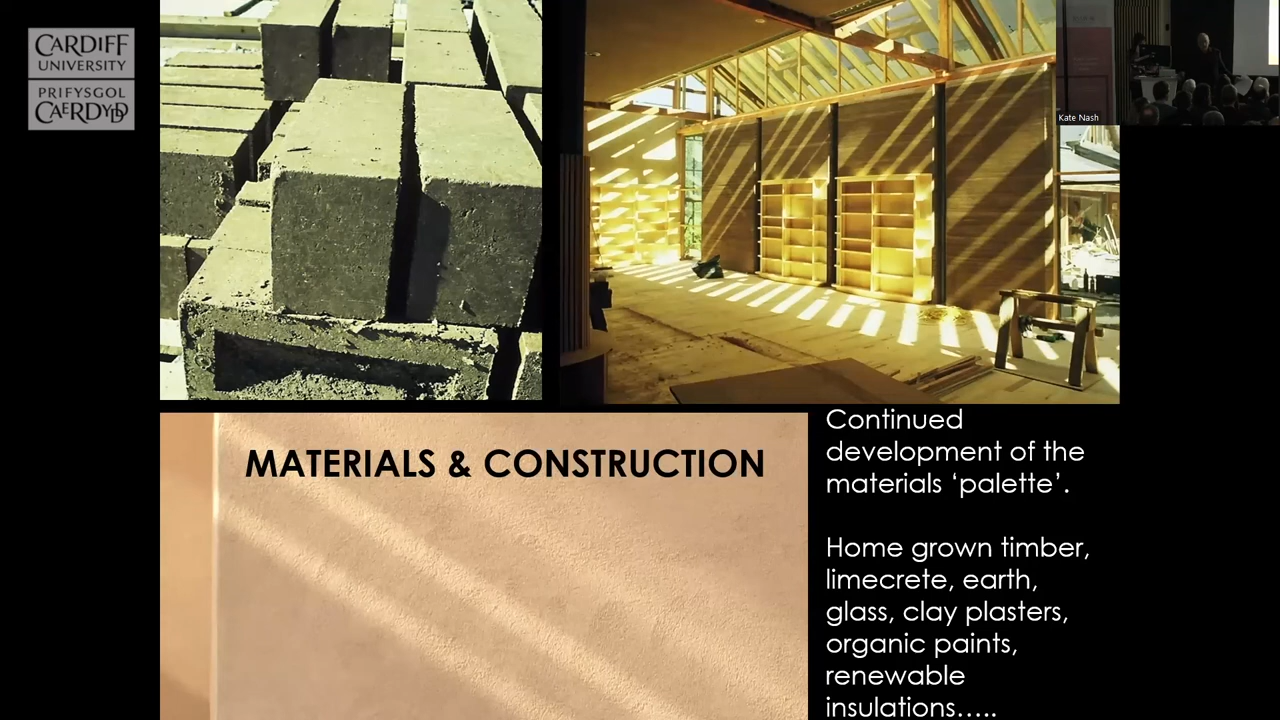 CARDIFF
UNIVERSITY
PRIFYSGOL
CAERDYDD
Kate Nash
MATERIALS & CONSTRUCTION
Continued
development of the
materials ‘palette’.
Home grown timber,
limecrete, earth,
glass, clay plasters,
organic paints,
renewable
insulations…..